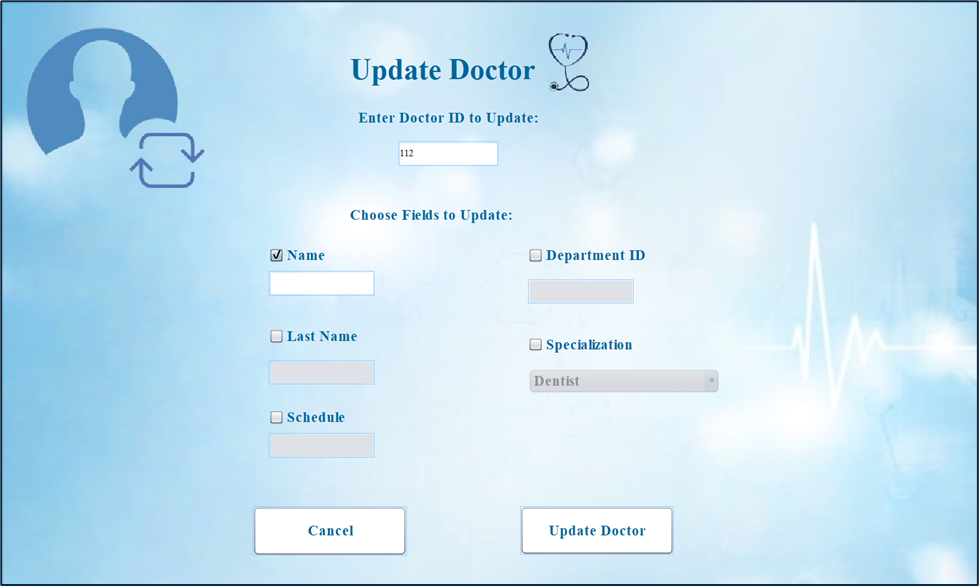 Update Doctor
Enter Doctor ID to Update:
112
Choose Fields to Update:
Name
Department ID
Last Name
Specialization
Dentist
Schedule
Cancel
Update Doctor